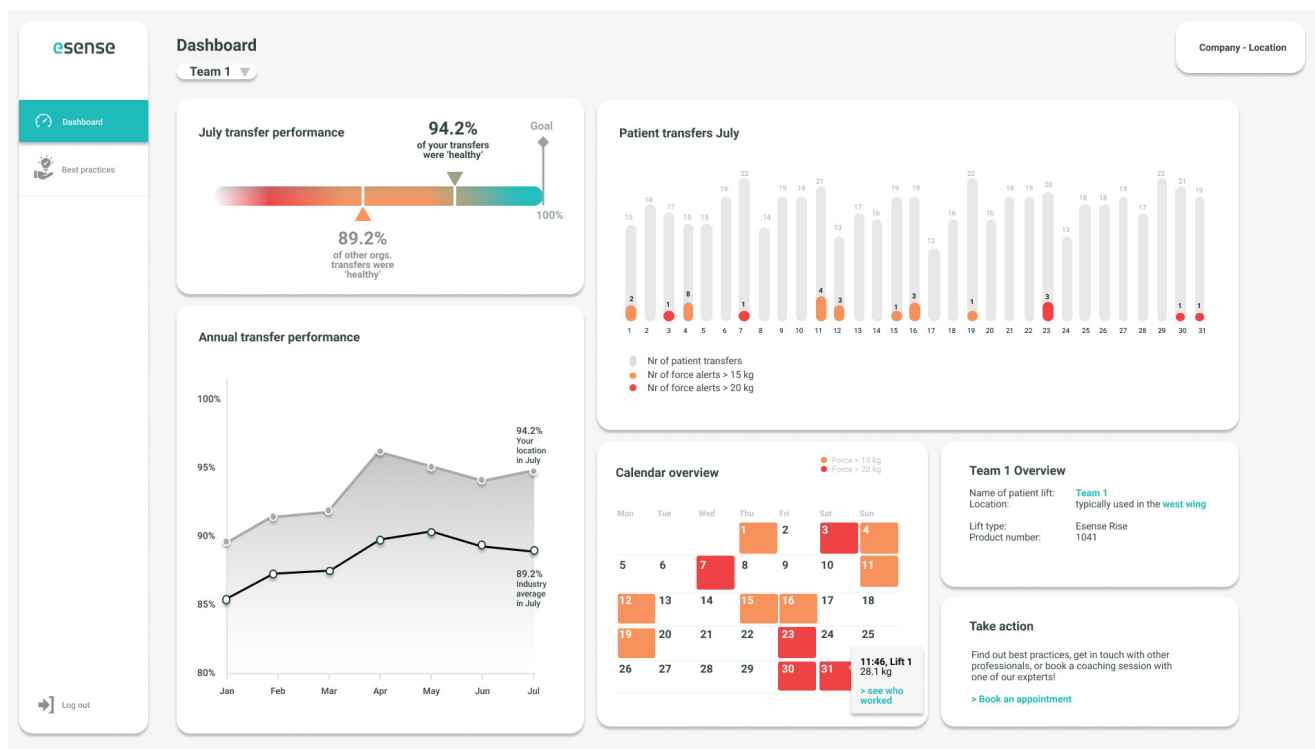 esense
Dashboard
Team 1
Company - Location
Dashboard
Best practices
Log out
July transfer performance
94.2%
of your transfers
were 'healthy'
Goal
100%
89.2%
of other orgs.
transfers were
'healthy'
Patient transfers July
15 18 17 15 15 19 22 14 19 19 21 13 17 16 19 19 12 16 22 16 19 19 20 13 18 18 19 17 22 21 19
2 1 8 1 4 3 1 3 1 3 1 1
1 2 3 4 5 6 7 8 9 10 11 12 13 14 15 16 17 18 19 20 21 22 23 24 25 26 27 28 29 30 31
Nr of patient transfers
Nr of force alerts > 15 kg
Nr of force alerts > 20 kg
Annual transfer performance
100%
95%
90%
85%
80%
94.2%
Your
location
in July
89.2%
Industry
average
in July
Jan Feb Mar Apr May Jun Jul
Calendar overview
Force > 15 kg
Force > 20 kg
Mon Tue Wed Thu Fri Sat Sun
1 2 3 4
5 6 7 8 9 10 11
12 13 14 15 16 17 18
19 20 21 22 23 24 25
26 27 28 29 30 31
11:46, Lift 1
28.1 kg
> see who
worked
Team 1 Overview
Name of patient lift: Team 1
Location: typically used in the west wing
Lift type: Esense Rise
Product number: 1041
Take action
Find out best practices, get in touch with other
professionals, or book a coaching session with
one of our experterts!
> Book an appointment